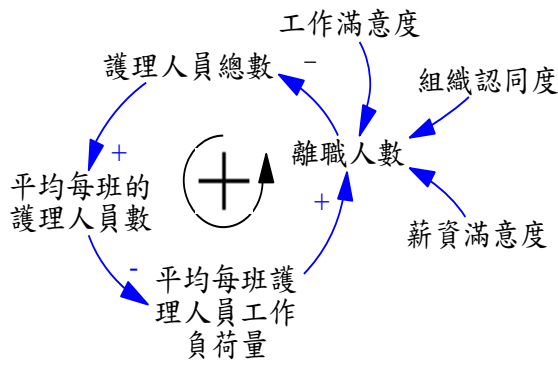 工作滿意度
護理人員總數
−
組織認同度
+
離職人數
平均每班的
護理人員數
+
+
薪資滿意度
-
平均每班護
理人員工作
負荷量